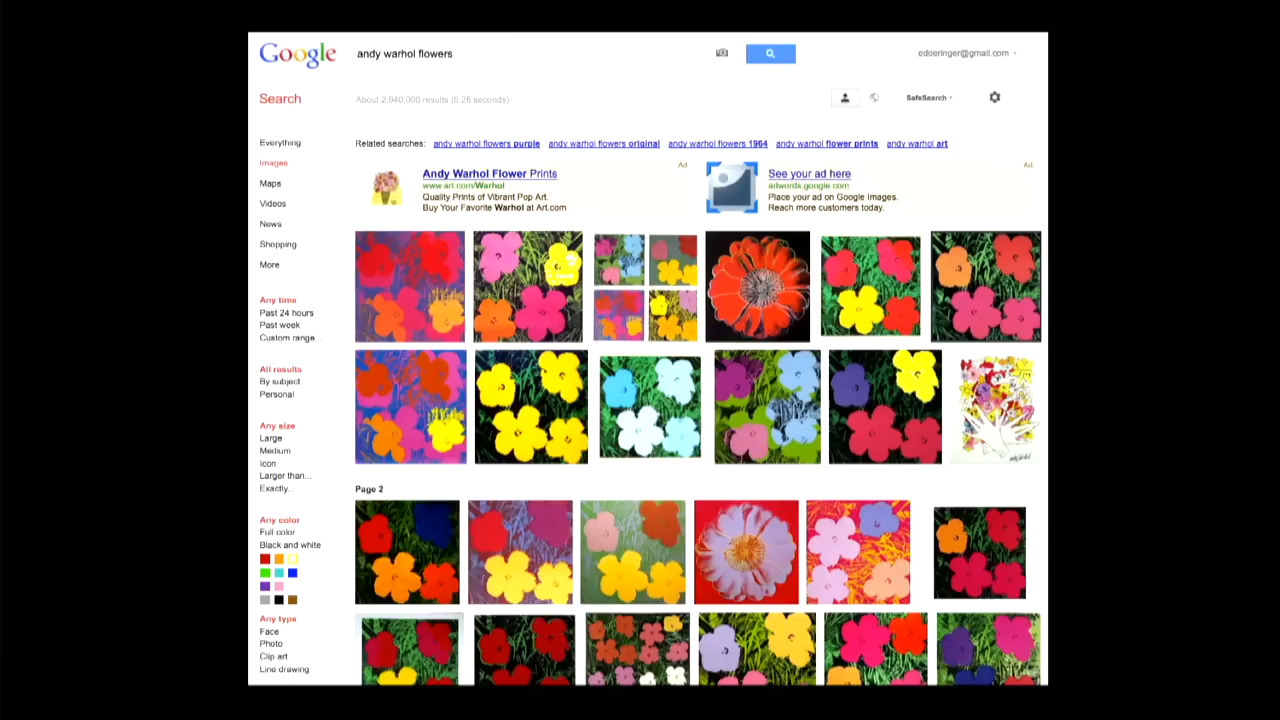 Google
andy warhol flowers
edoeringer@gmail.com
Search
About 2,040,000 results (0.26 seconds)
SafeSearch
Everything
Images
Maps
Videos
News
Shopping
More
Any time
Past 24 hours
Past week
Custom range...
All results
By subject
Personal
Any size
Large
Medium
Icon
Larger than...
Exactly...
Any color
Full color
Black and white
Any type
Face
Photo
Clip art
Line drawing
Related searches: andy warhol flowers purple andy warhol flowers original andy warhol flowers 1964 andy warhol flower prints andy warhol art
Ad
Andy Warhol Flower Prints
www.art.com/Warhol
Quality Prints of Vibrant Pop Art.
Buy Your Favorite Warhol at Art.com
Ad
See your ad here
adwords.google.com
Place your ad on Google Images.
Reach more customers today.
Page 2